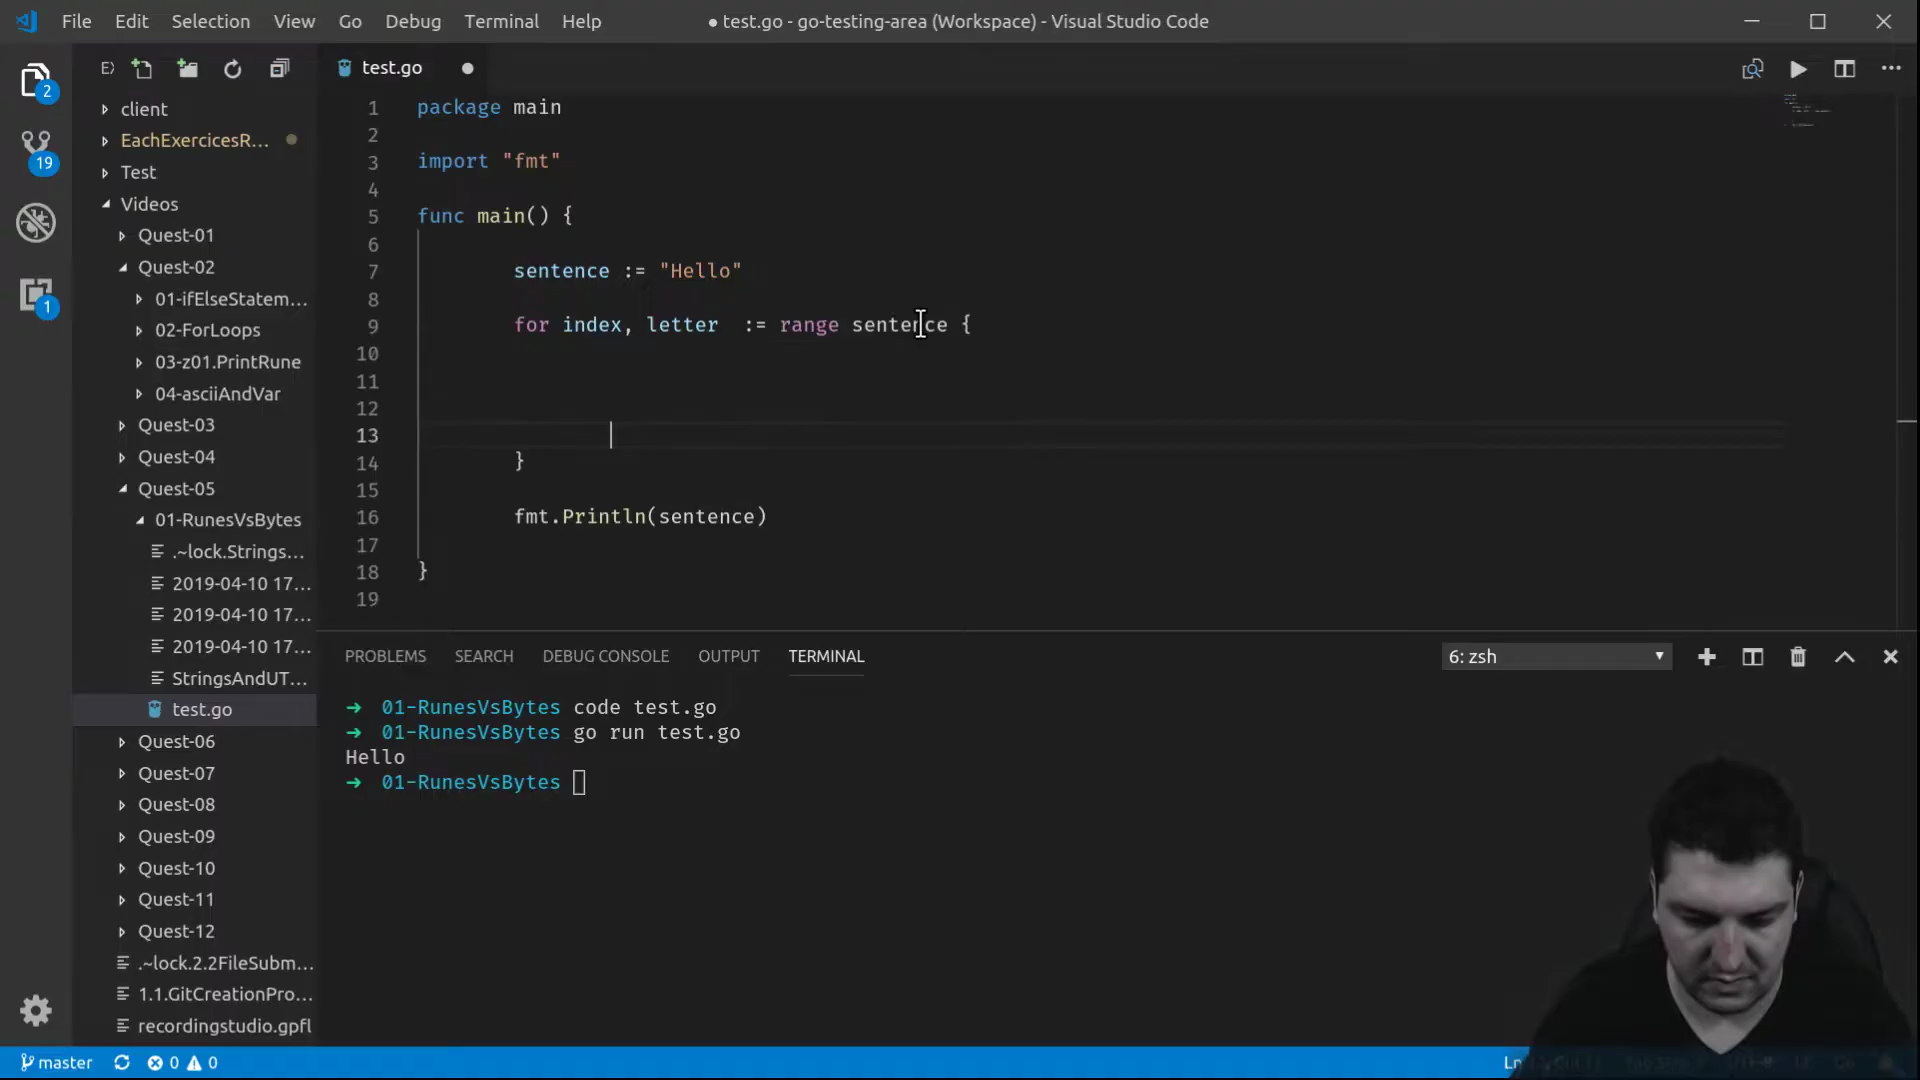 File Edit Selection View Go Debug Terminal Help
● test.go - go-testing-area (Workspace) - Visual Studio Code
test.go
2
19
1
client
EachExercicesR...
Test
Videos
Quest-01
Quest-02
01-ifElseStatem...
02-ForLoops
03-z01.PrintRune
04-asciiAndVar
Quest-03
Quest-04
Quest-05
01-RunesVsBytes
.~lock.Strings...
2019-04-10 17...
2019-04-10 17...
2019-04-10 17...
StringsAndUT...
test.go
Quest-06
Quest-07
Quest-08
Quest-09
Quest-10
Quest-11
Quest-12
.~lock.2.2FileSubm...
1.1.GitCreationPro...
recordingstudio.gpfl
1 package main
2
3 import "fmt"
4
5 func main() {
6
7 sentence := "Hello"
8
9 for index, letter  := range sentence {
10
11
12
13
14 }
15
16 fmt.Println(sentence)
17
18 }
19
PROBLEMS SEARCH DEBUG CONSOLE OUTPUT TERMINAL 6: zsh
➜ 01-RunesVsBytes code test.go
➜ 01-RunesVsBytes go run test.go
Hello
➜ 01-RunesVsBytes
master 0 0